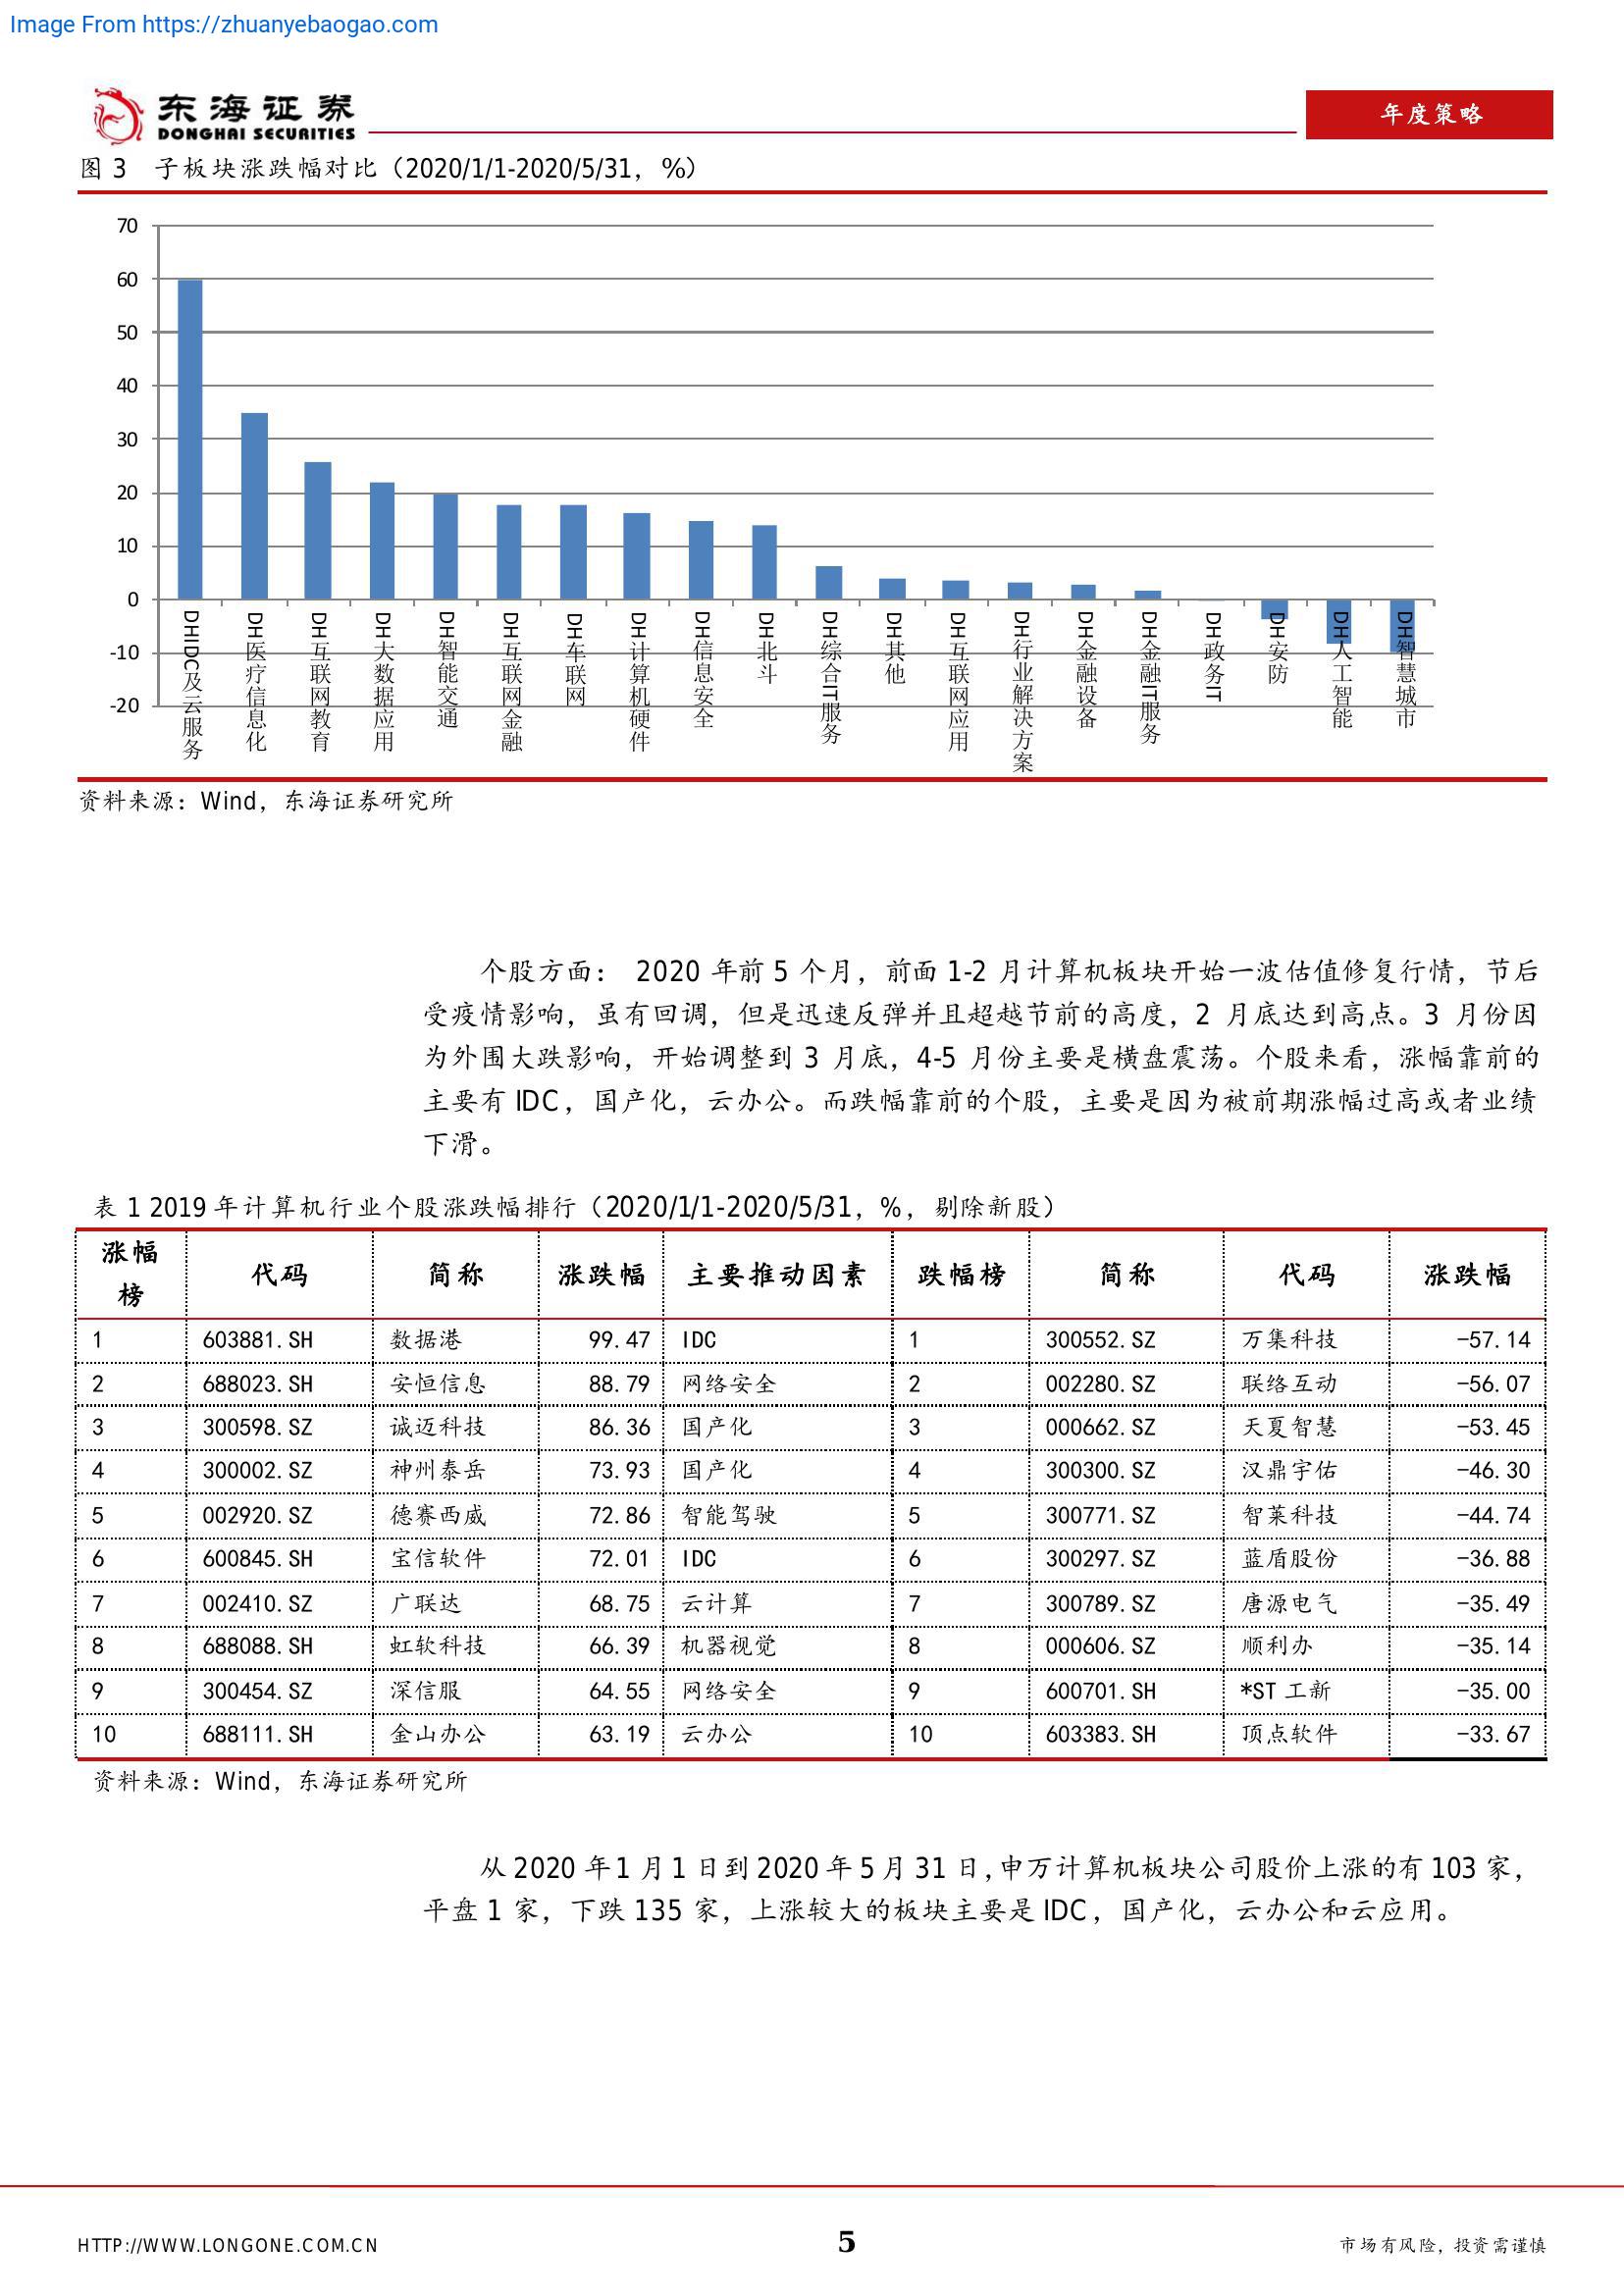 Image From https://zhuanyebaogao.com
东海证券
DONGHAI SECURITIES
年度策略
图 3 子板块涨跌幅对比（2020/1/1-2020/5/31，%）
70
60
50
40
30
20
10
0
-10
-20
DHIDC及云服务
DH医疗信息化
DH互联网教育
DH大数据应用
DH智能交通
DH互联网金融
DH车联网
DH计算机硬件
DH信息安全
DH北斗
DH综合IT服务
DH其他
DH互联网应用
DH行业解决方案
DH金融设备
DH金融IT服务
DH政务IT
DH安防
DH人工智能
DH智慧城市
资料来源：Wind，东海证券研究所
个股方面： 2020 年前 5 个月，前面 1-2 月计算机板块开始一波估值修复行情，节后
受疫情影响，虽有回调，但是迅速反弹并且超越节前的高度，2 月底达到高点。3 月份因
为外围大跌影响，开始调整到 3 月底，4-5 月份主要是横盘震荡。个股来看，涨幅靠前的
主要有 IDC，国产化，云办公。而跌幅靠前的个股，主要是因为被前期涨幅过高或者业绩
下滑。
表 1 2019 年计算机行业个股涨跌幅排行（2020/1/1-2020/5/31，%，剔除新股）
涨幅榜 代码 简称 涨跌幅 主要推动因素 跌幅榜 简称 代码 涨跌幅
1 603881.SH 数据港 99.47 IDC 1 300552.SZ 万集科技 -57.14
2 688023.SH 安恒信息 88.79 网络安全 2 002280.SZ 联络互动 -56.07
3 300598.SZ 诚迈科技 86.36 国产化 3 000662.SZ 天夏智慧 -53.45
4 300002.SZ 神州泰岳 73.93 国产化 4 300300.SZ 汉鼎宇佑 -46.30
5 002920.SZ 德赛西威 72.86 智能驾驶 5 300771.SZ 智莱科技 -44.74
6 600845.SH 宝信软件 72.01 IDC 6 300297.SZ 蓝盾股份 -36.88
7 002410.SZ 广联达 68.75 云计算 7 300789.SZ 唐源电气 -35.49
8 688088.SH 虹软科技 66.39 机器视觉 8 000606.SZ 顺利办 -35.14
9 300454.SZ 深信服 64.55 网络安全 9 600701.SH *ST 工新 -35.00
10 688111.SH 金山办公 63.19 云办公 10 603383.SH 顶点软件 -33.67
资料来源：Wind，东海证券研究所
从 2020 年 1 月 1 日到 2020 年 5 月 31 日，申万计算机板块公司股价上涨的有 103 家，
平盘 1 家，下跌 135 家，上涨较大的板块主要是 IDC，国产化，云办公和云应用。
HTTP://WWW.LONGONE.COM.CN
5
市场有风险，投资需谨慎